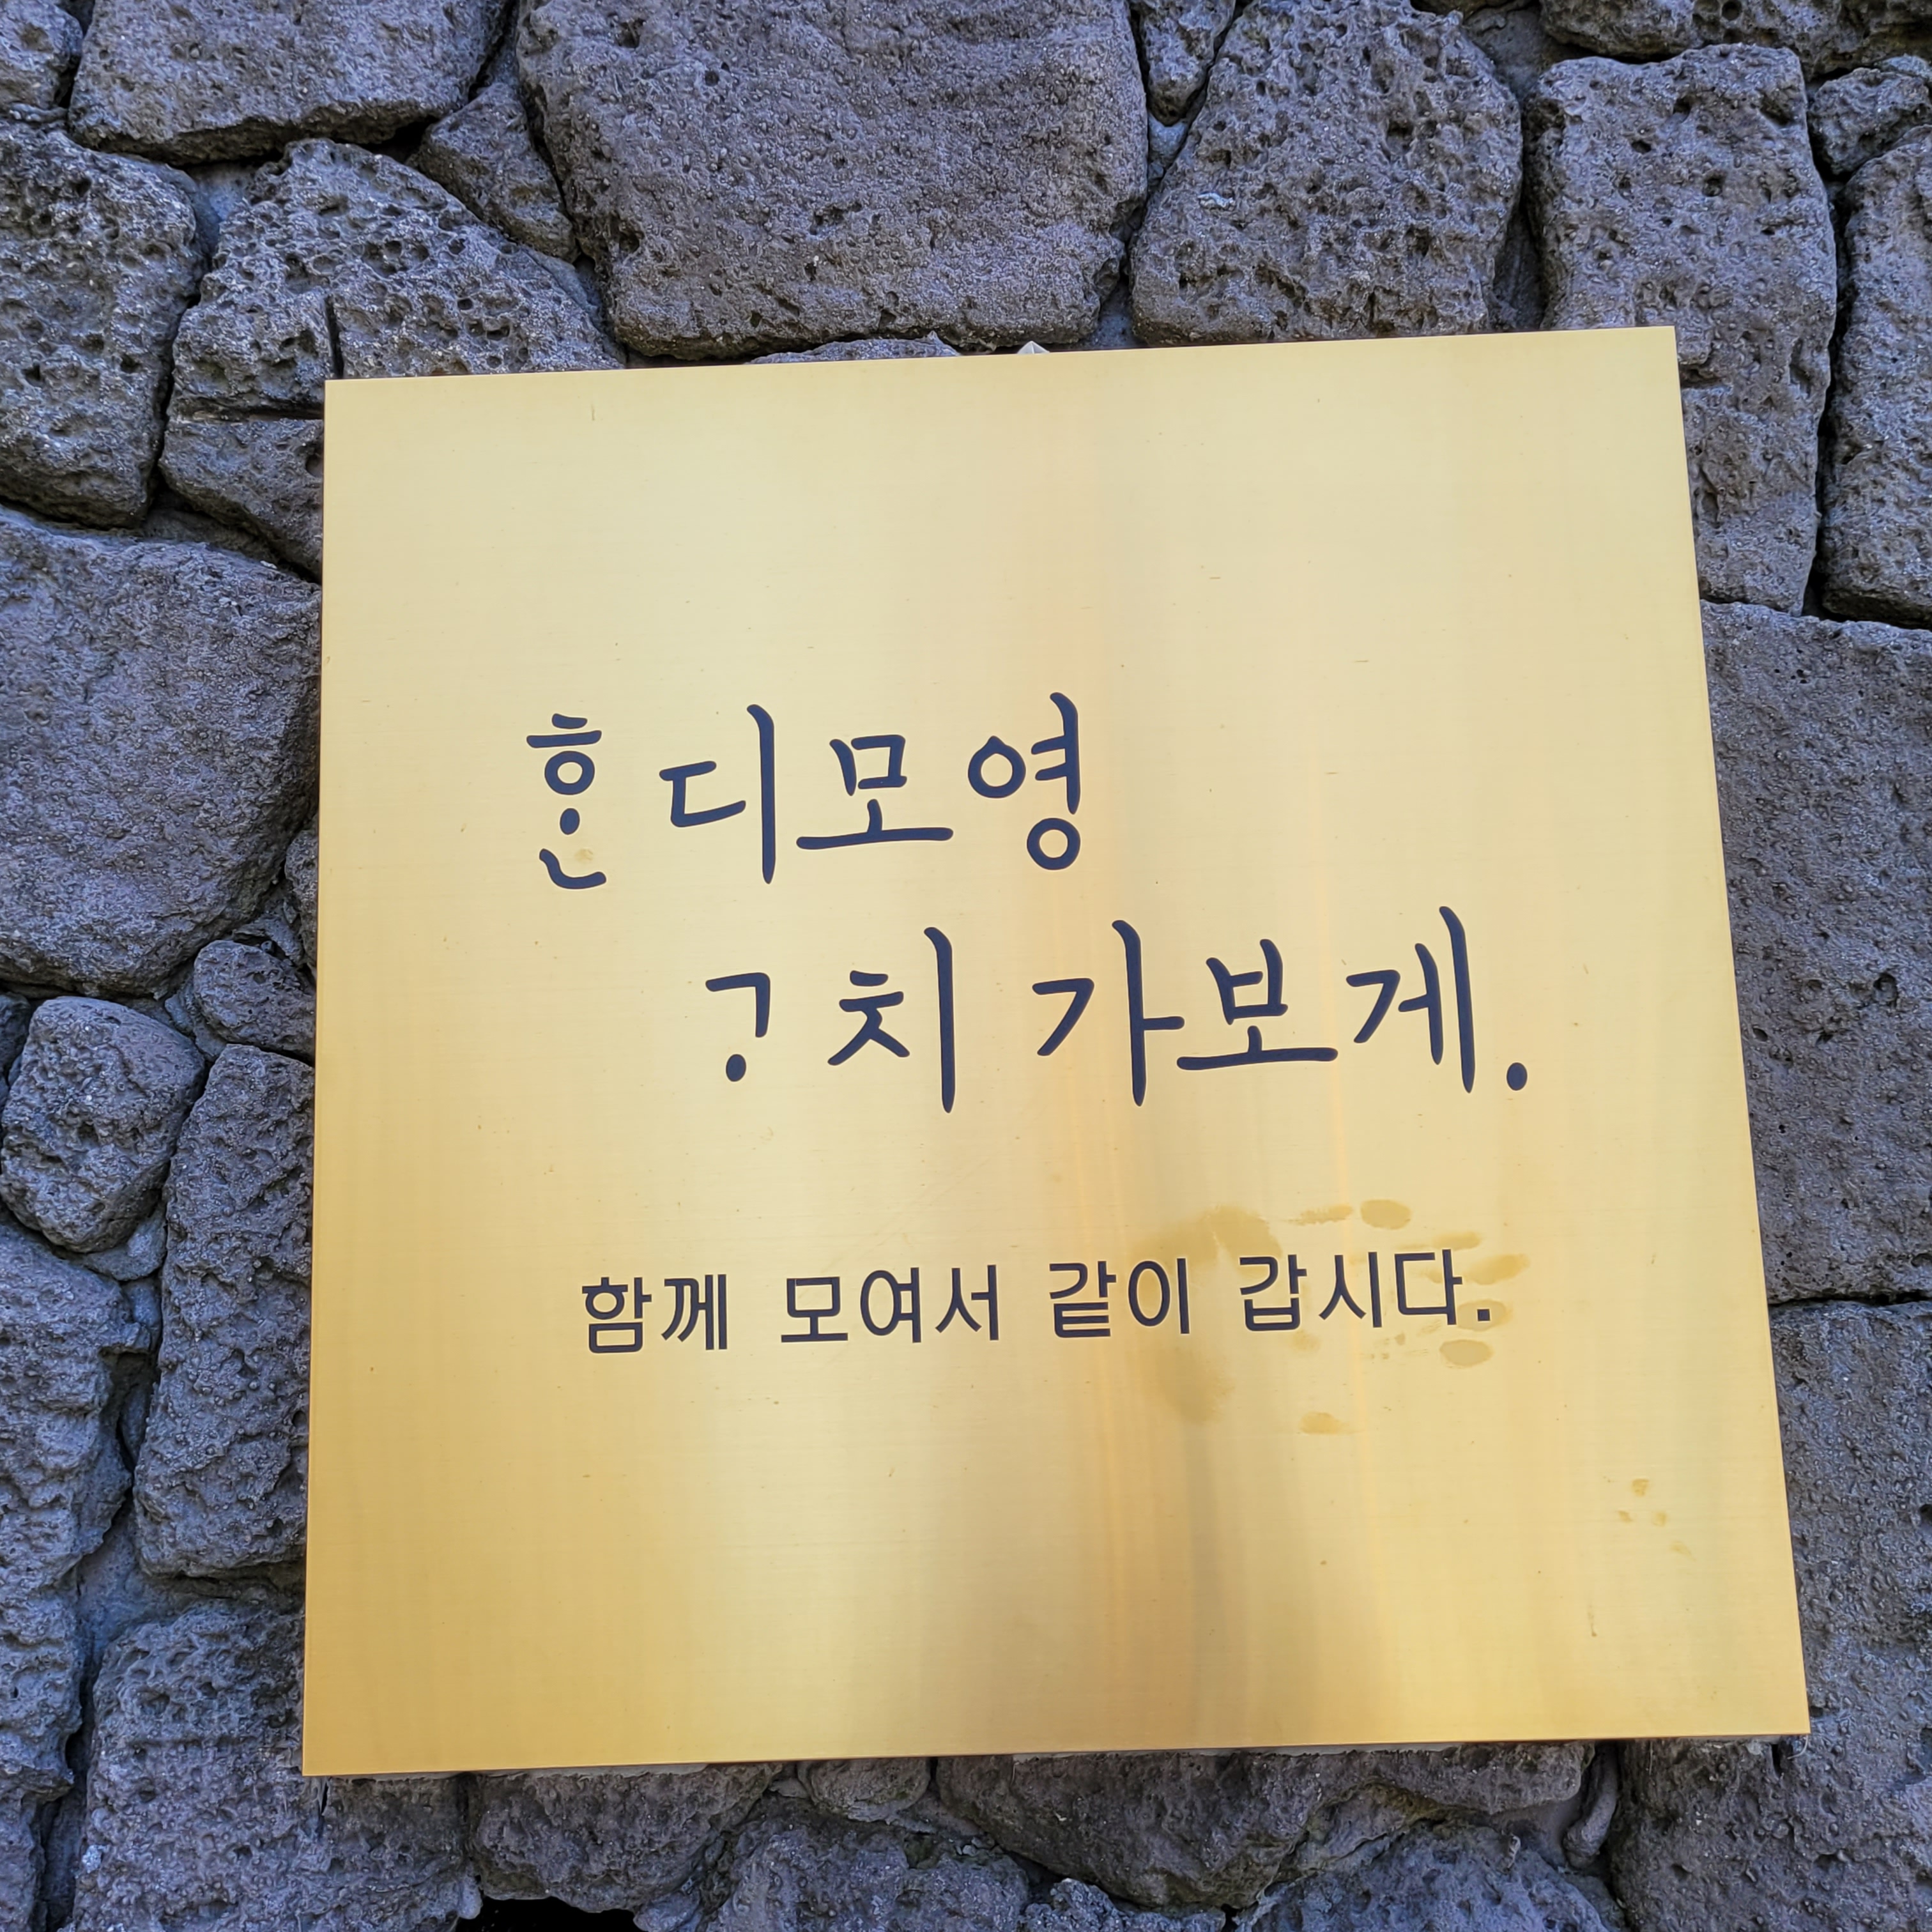 ᄒᆞᆫ디모영
ᄀᆞ치 가보게.
함께 모여서 같이 갑시다.